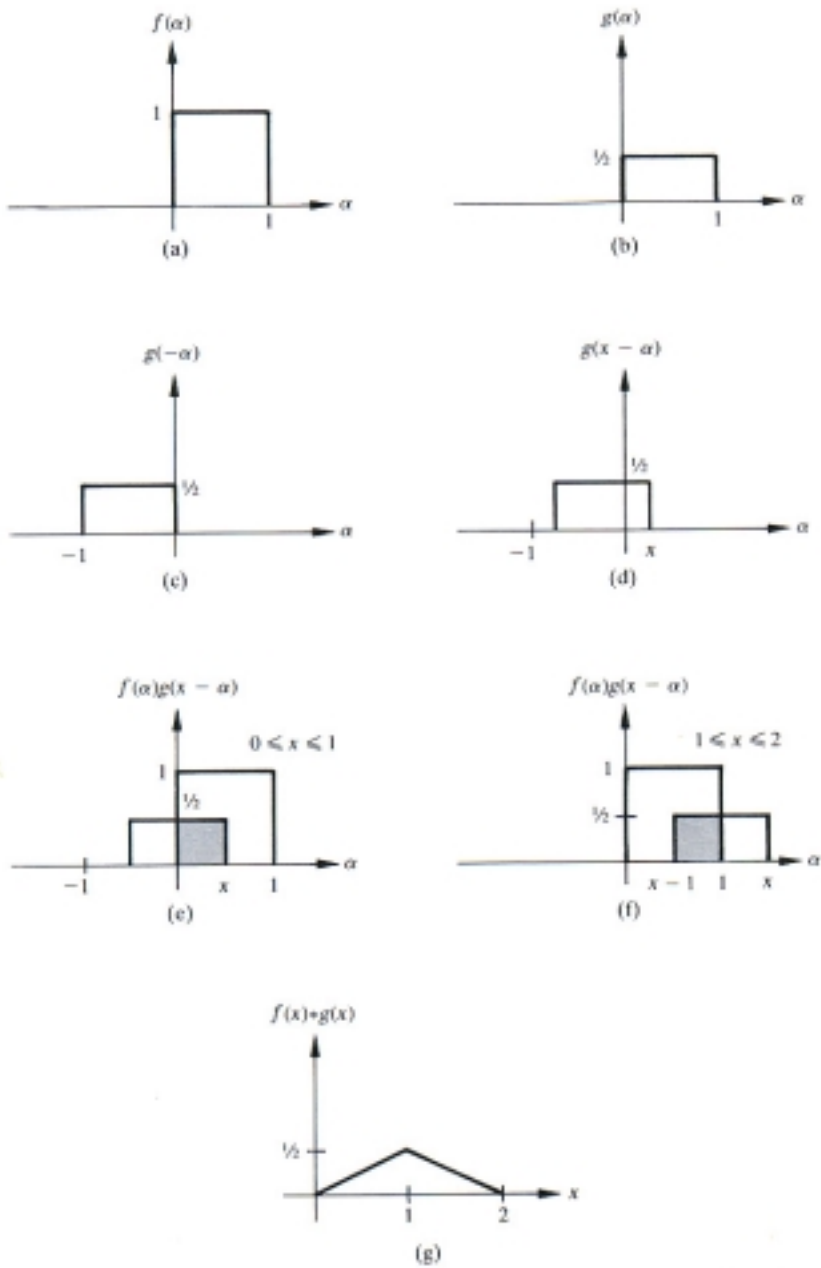 f(α)
1
α
1
(a)
g(α)
½
α
1
(b)
g(−α)
½
α
−1
(c)
g(x − α)
½
α
−1
x
(d)
f(α)g(x − α)
0 ≤ x ≤ 1
1
½
α
−1
x
1
(e)
f(α)g(x − α)
1 ≤ x ≤ 2
1
½
α
x − 1
1
x
(f)
f(x)*g(x)
½
x
1
2
(g)